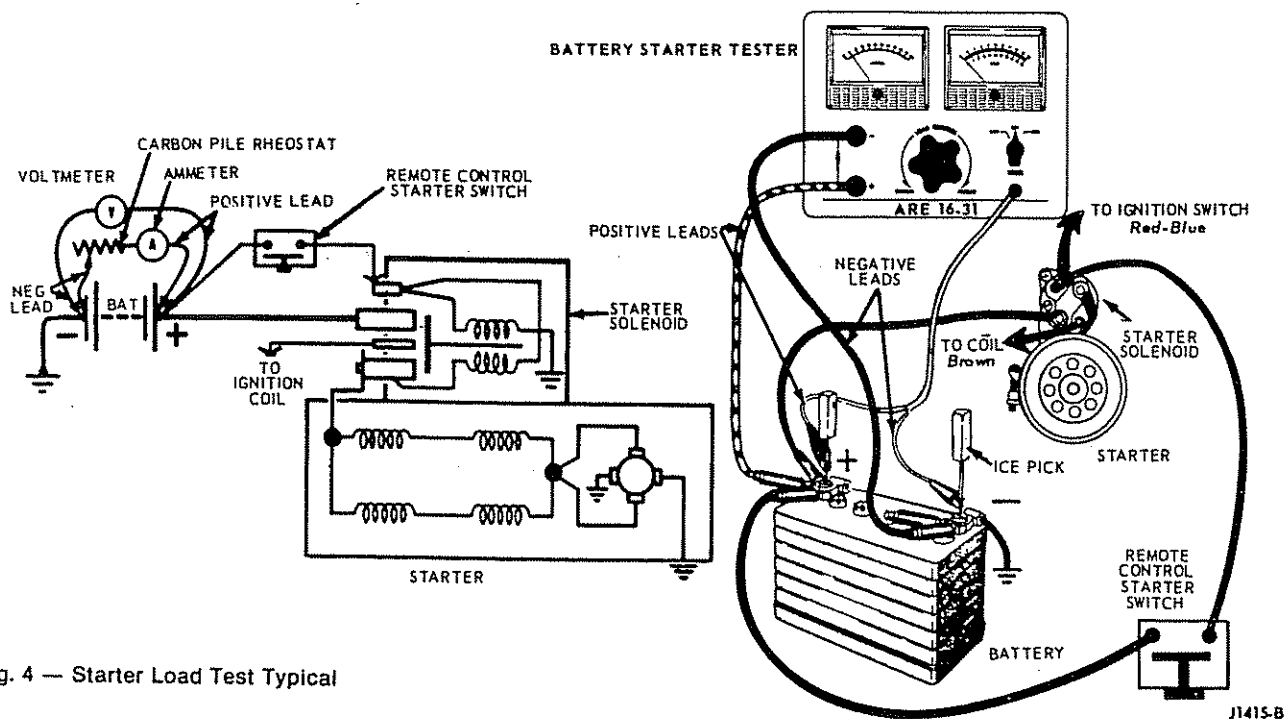 BATTERY STARTER TESTER
CARBON PILE RHEOSTAT
VOLTMETER
AMMETER
POSITIVE LEAD
REMOTE CONTROL
STARTER SWITCH
V
A
NEG
LEAD
BAT
-
+
TO
IGNITION
COIL
STARTER
SOLENOID
STARTER
-
+
ARE 16-31
POSITIVE LEADS
NEGATIVE
LEADS
TO IGNITION SWITCH
Red-Blue
TO COIL
Brown
STARTER
SOLENOID
STARTER
ICE PICK
+
-
BATTERY
REMOTE
CONTROL
STARTER
SWITCH
g. 4 — Starter Load Test Typical
J1415-B